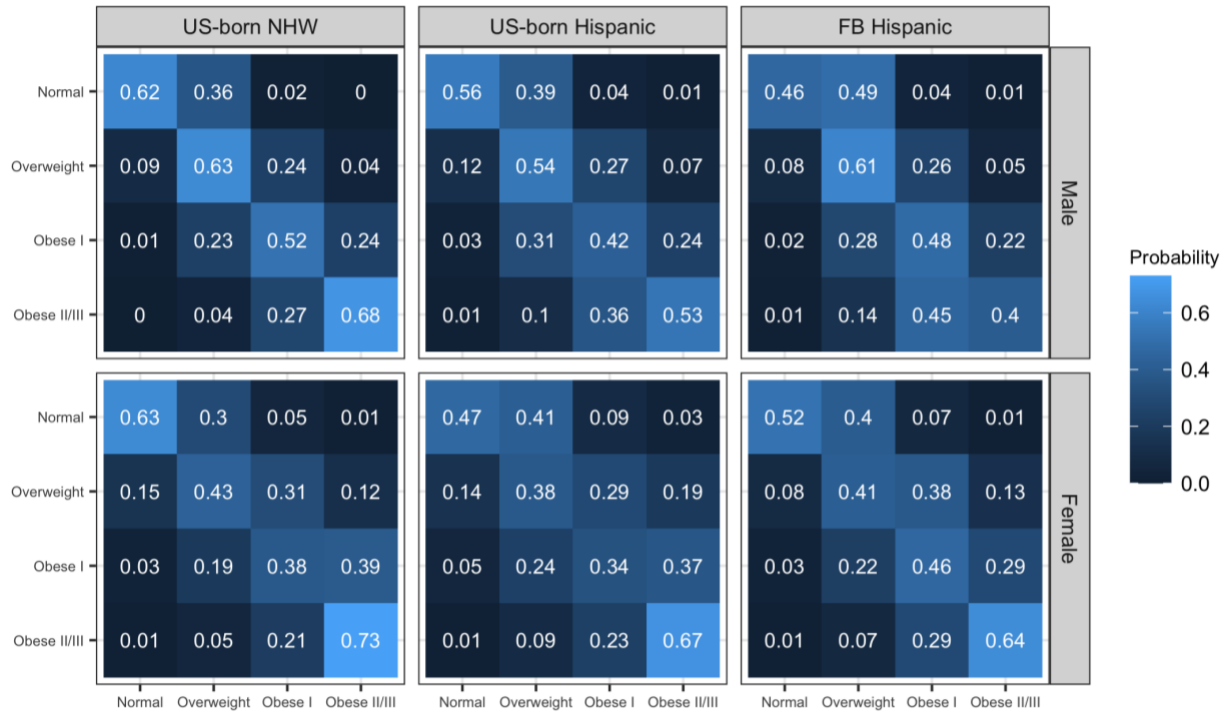 US-born NHW US-born Hispanic FB Hispanic
Normal 0.62 0.36 0.02 0 0.56 0.39 0.04 0.01 0.46 0.49 0.04 0.01
Overweight 0.09 0.63 0.24 0.04 0.12 0.54 0.27 0.07 0.08 0.61 0.26 0.05
Male
Obese I 0.01 0.23 0.52 0.24 0.03 0.31 0.42 0.24 0.02 0.28 0.48 0.22
Obese II/III 0 0.04 0.27 0.68 0.01 0.1 0.36 0.53 0.01 0.14 0.45 0.4
Normal 0.63 0.3 0.05 0.01 0.47 0.41 0.09 0.03 0.52 0.4 0.07 0.01
Overweight 0.15 0.43 0.31 0.12 0.14 0.38 0.29 0.19 0.08 0.41 0.38 0.13
Female
Obese I 0.03 0.19 0.38 0.39 0.05 0.24 0.34 0.37 0.03 0.22 0.46 0.29
Obese II/III 0.01 0.05 0.21 0.73 0.01 0.09 0.23 0.67 0.01 0.07 0.29 0.64
Normal Overweight Obese I Obese II/III Normal Overweight Obese I Obese II/III Normal Overweight Obese I Obese II/III
Probability
0.6
0.4
0.2
0.0